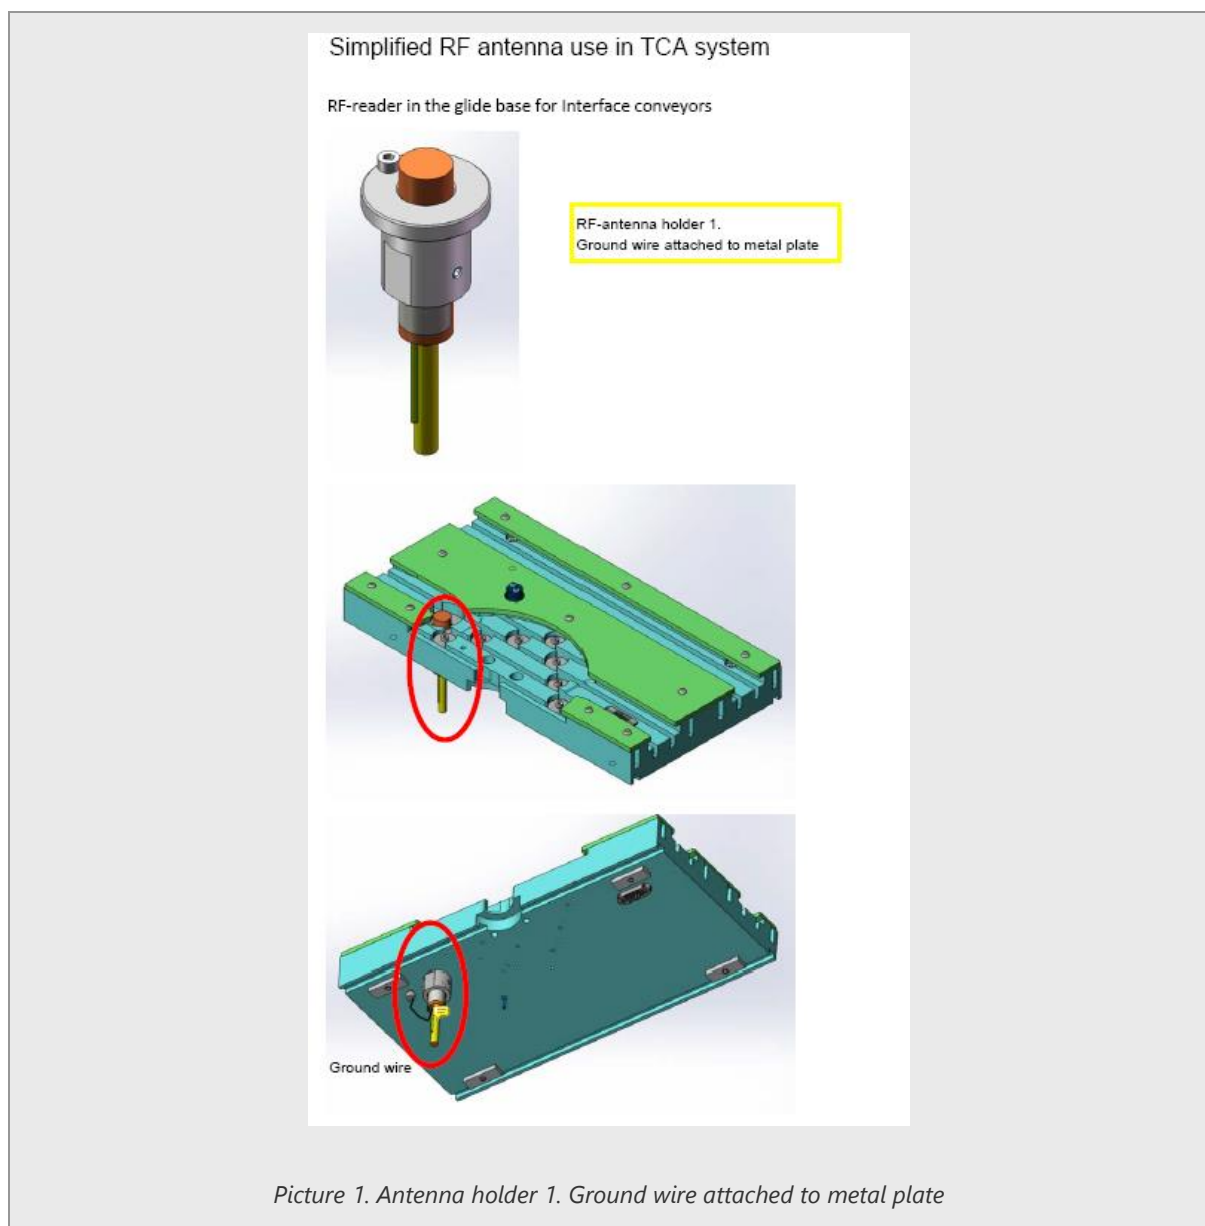 Simplified RF antenna use in TCA system
RF-reader in the glide base for Interface conveyors
RF-antenna holder 1.
Ground wire attached to metal plate
Ground wire
Picture 1. Antenna holder 1. Ground wire attached to metal plate